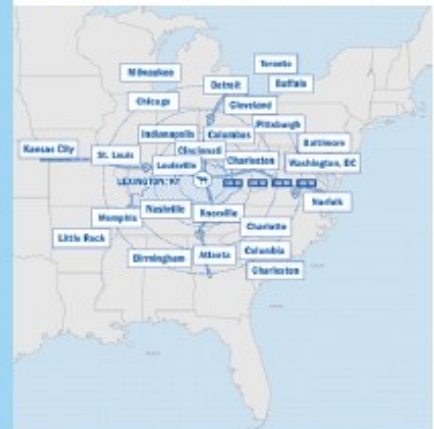 Toronto
Milwaukee
Detroit
Buffalo
Chicago
Cleveland
Pittsburgh
Indianapolis
Columbus
Baltimore
Kansas City
Cincinnati
St. Louis
Charleston
Washington, DC
Louisville
LEXINGTON, KY
Nashville
Knoxville
Norfolk
Memphis
Charlotte
Little Rock
Birmingham
Atlanta
Columbia
Charleston